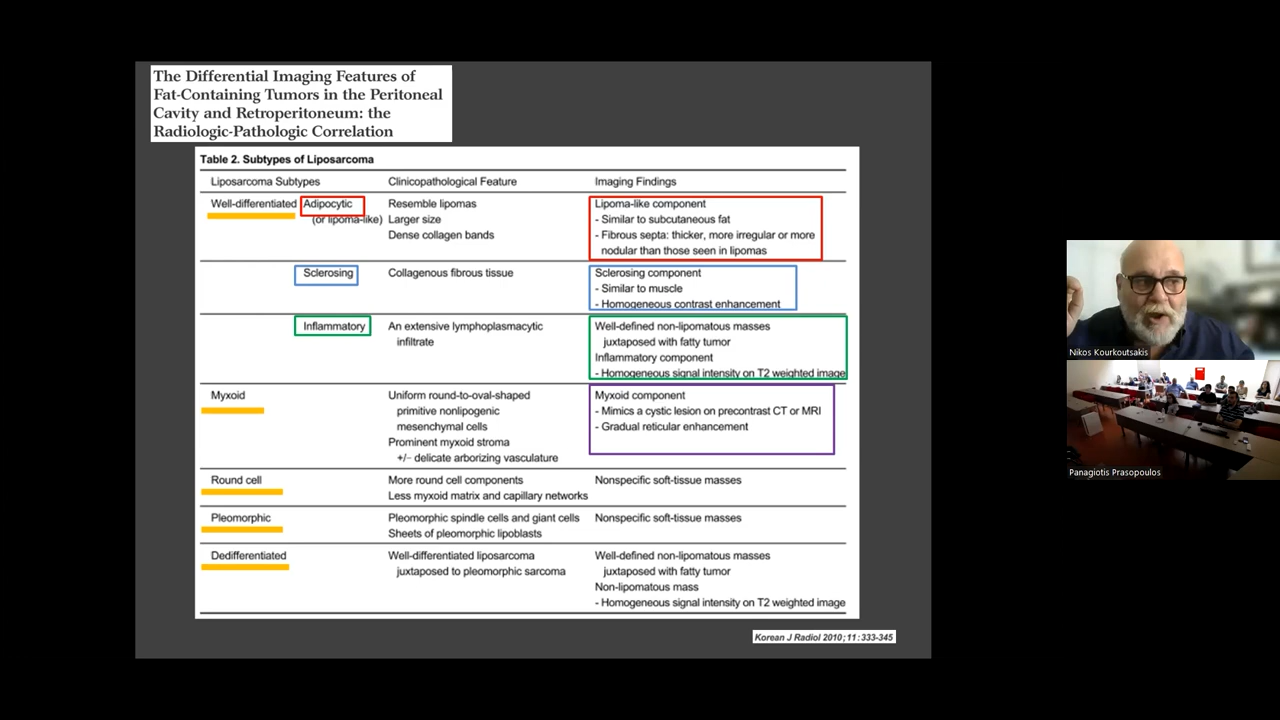 The Differential Imaging Features of
Fat-Containing Tumors in the Peritoneal
Cavity and Retroperitoneum: the
Radiologic-Pathologic Correlation
Table 2. Subtypes of Liposarcoma
Liposarcoma Subtypes Clinicopathological Feature Imaging Findings
Well-differentiated Adipocytic Resemble lipomas Lipoma-like component
(or lipoma-like) Larger size - Similar to subcutaneous fat
Dense collagen bands - Fibrous septa: thicker, more irregular or more
nodular than those seen in lipomas
Sclerosing Collagenous fibrous tissue Sclerosing component
- Similar to muscle
- Homogeneous contrast enhancement
Inflammatory An extensive lymphoplasmacytic Well-defined non-lipomatous masses
infiltrate juxtaposed with fatty tumor
Inflammatory component
- Homogeneous signal intensity on T2 weighted image
Myxoid Uniform round-to-oval-shaped Myxoid component
primitive nonlipogenic - Mimics a cystic lesion on precontrast CT or MRI
mesenchymal cells - Gradual reticular enhancement
Prominent myxoid stroma
+/− delicate arborizing vasculature
Round cell More round cell components Nonspecific soft-tissue masses
Less myxoid matrix and capillary networks
Pleomorphic Pleomorphic spindle cells and giant cells Nonspecific soft-tissue masses
Sheets of pleomorphic lipoblasts
Dedifferentiated Well-differentiated liposarcoma Well-defined non-lipomatous masses
juxtaposed to pleomorphic sarcoma juxtaposed with fatty tumor
Non-lipomatous mass
- Homogeneous signal intensity on T2 weighted image
Korean J Radiol 2010; 11 : 333-345
Nikos Kourkoutsakis
Panagiotis Prasopoulos